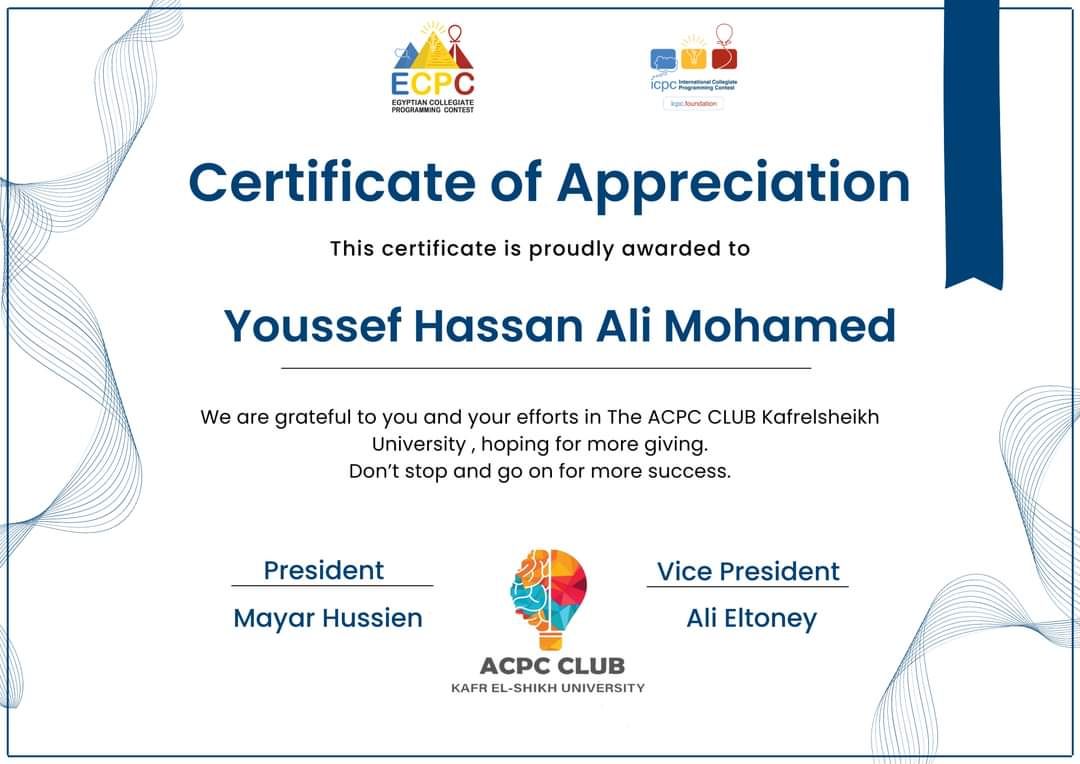 ECPC
EGYPTIAN COLLEGIATE
PROGRAMMING CONTEST
icpc International Collegiate
Programming Contest
icpc.foundation
Certificate of Appreciation
This certificate is proudly awarded to
Youssef Hassan Ali Mohamed
We are grateful to you and your efforts in The ACPC CLUB Kafrelsheikh
University , hoping for more giving.
Don’t stop and go on for more success.
President
Mayar Hussien
Vice President
Ali Eltoney
ACPC CLUB
KAFR EL-SHIKH UNIVERSITY